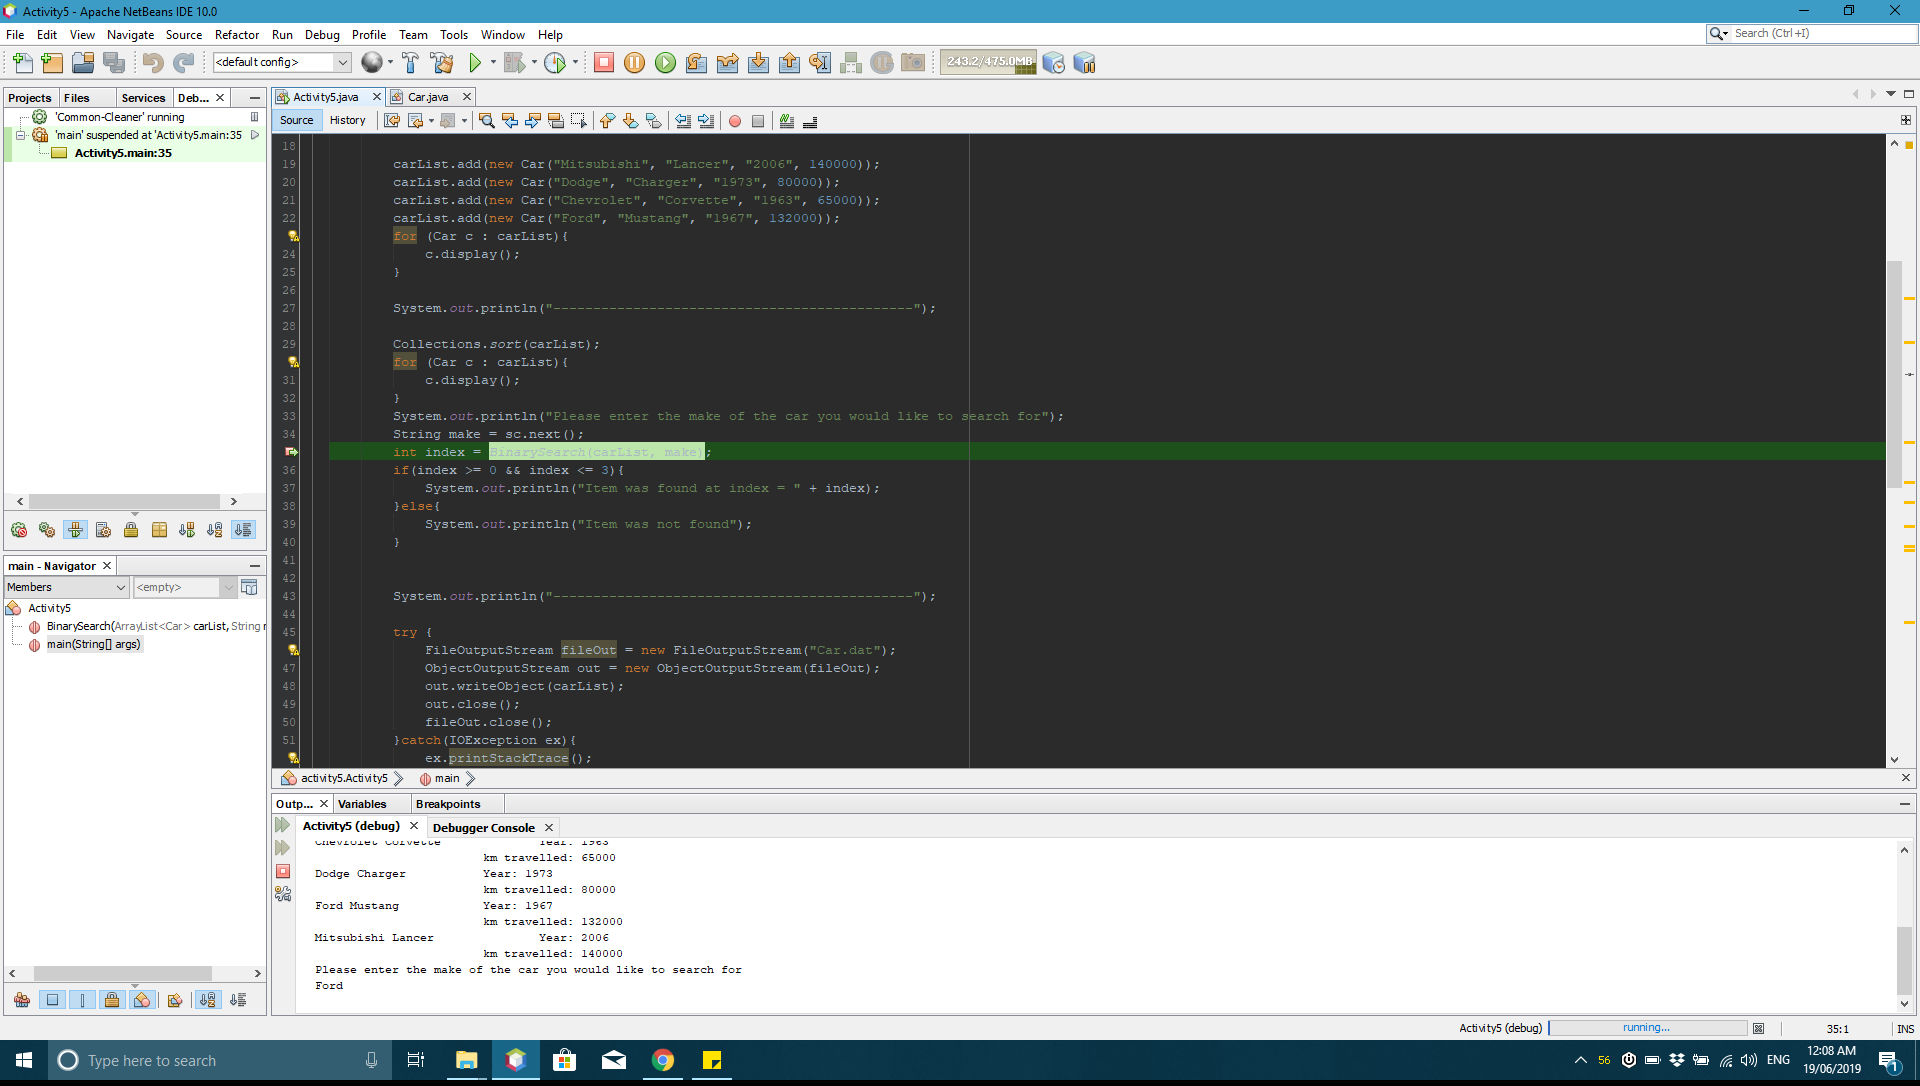 Activity5 - Apache NetBeans IDE 10.0
File Edit View Navigate Source Refactor Run Debug Profile Team Tools Window Help
Search (Ctrl+I)
<default config>
243.2/475.0MB
Projects Files Services Deb...
'Common-Cleaner' running
'main' suspended at 'Activity5.main:35
Activity5.main:35
main - Navigator
Members <empty>
Activity5
BinarySearch(ArrayList<Car> carList, String r
main(String[] args)
Activity5.java Car.java
Source History
18
19 carList.add(new Car("Mitsubishi", "Lancer", "2006", 140000));
20 carList.add(new Car("Dodge", "Charger", "1973", 80000));
21 carList.add(new Car("Chevrolet", "Corvette", "1963", 65000));
22 carList.add(new Car("Ford", "Mustang", "1967", 132000));
for (Car c : carList){
24 c.display();
25 }
26
27 System.out.println("---------------------------------------------");
28
29 Collections.sort(carList);
for (Car c : carList){
31 c.display();
32 }
33 System.out.println("Please enter the make of the car you would like to search for");
34 String make = sc.next();
int index = BinarySearch(carList, make);
36 if(index >= 0 && index <= 3){
37 System.out.println("Item was found at index = " + index);
38 }else{
39 System.out.println("Item was not found");
40 }
41
42
43 System.out.println("---------------------------------------------");
44
45 try {
FileOutputStream fileOut = new FileOutputStream("Car.dat");
47 ObjectOutputStream out = new ObjectOutputStream(fileOut);
48 out.writeObject(carList);
49 out.close();
50 fileOut.close();
51 }catch(IOException ex){
ex.printStackTrace();
activity5.Activity5 main
Outp... Variables Breakpoints
Activity5 (debug) Debugger Console
Chevrolet Corvette Year: 1963
km travelled: 65000
Dodge Charger Year: 1973
km travelled: 80000
Ford Mustang Year: 1967
km travelled: 132000
Mitsubishi Lancer Year: 2006
km travelled: 140000
Please enter the make of the car you would like to search for
Ford
Activity5 (debug) running... 35:1 INS
Type here to search
56 ENG
12:08 AM
19/06/2019
1